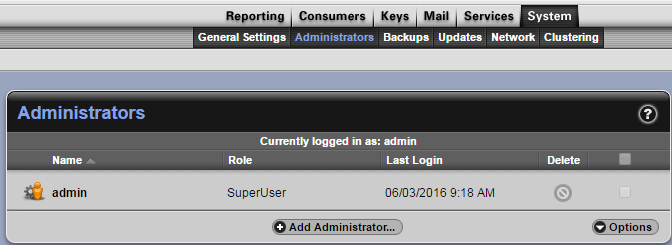 Reporting Consumers Keys Mail Services System
General Settings Administrators Backups Updates Network Clustering
Administrators ?
Currently logged in as: admin
Name Role Last Login Delete
admin SuperUser 06/03/2016 9:18 AM
Add Administrator... Options